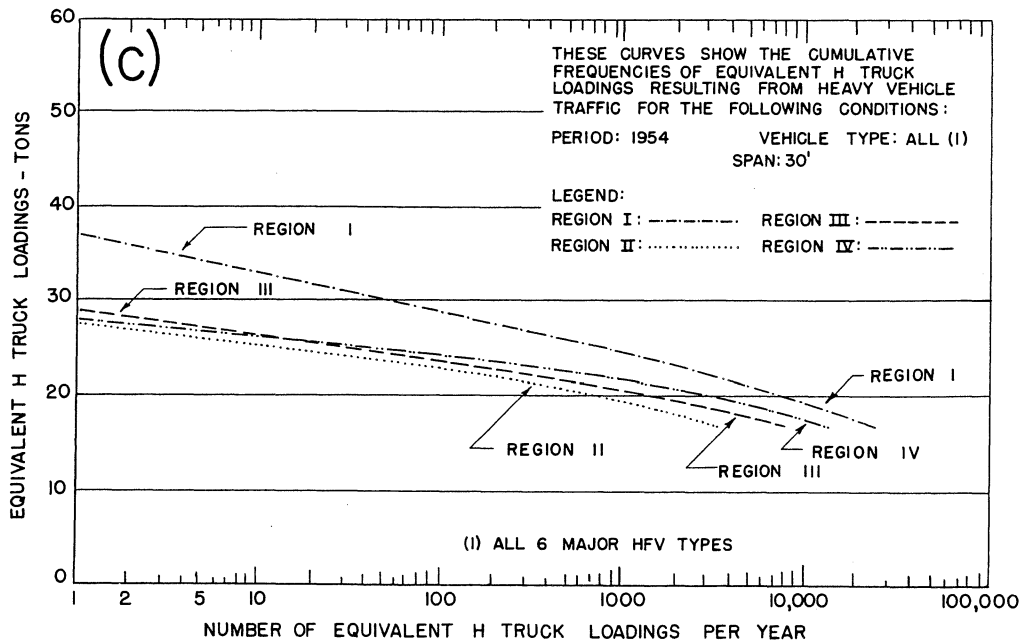 (C)
THESE CURVES SHOW THE CUMULATIVE
FREQUENCIES OF EQUIVALENT H TRUCK
LOADINGS RESULTING FROM HEAVY VEHICLE
TRAFFIC FOR THE FOLLOWING CONDITIONS:
PERIOD: 1954 VEHICLE TYPE: ALL (1)
SPAN: 30'
LEGEND:
REGION I: REGION III:
REGION II: REGION IV:
EQUIVALENT H TRUCK LOADINGS - TONS
60
50
40
30
20
10
0
REGION I
REGION III
REGION I
REGION II
REGION IV
REGION III
(1) ALL 6 MAJOR HFV TYPES
1 2 5 10 100 1000 10,000 100,000
NUMBER OF EQUIVALENT H TRUCK LOADINGS PER YEAR